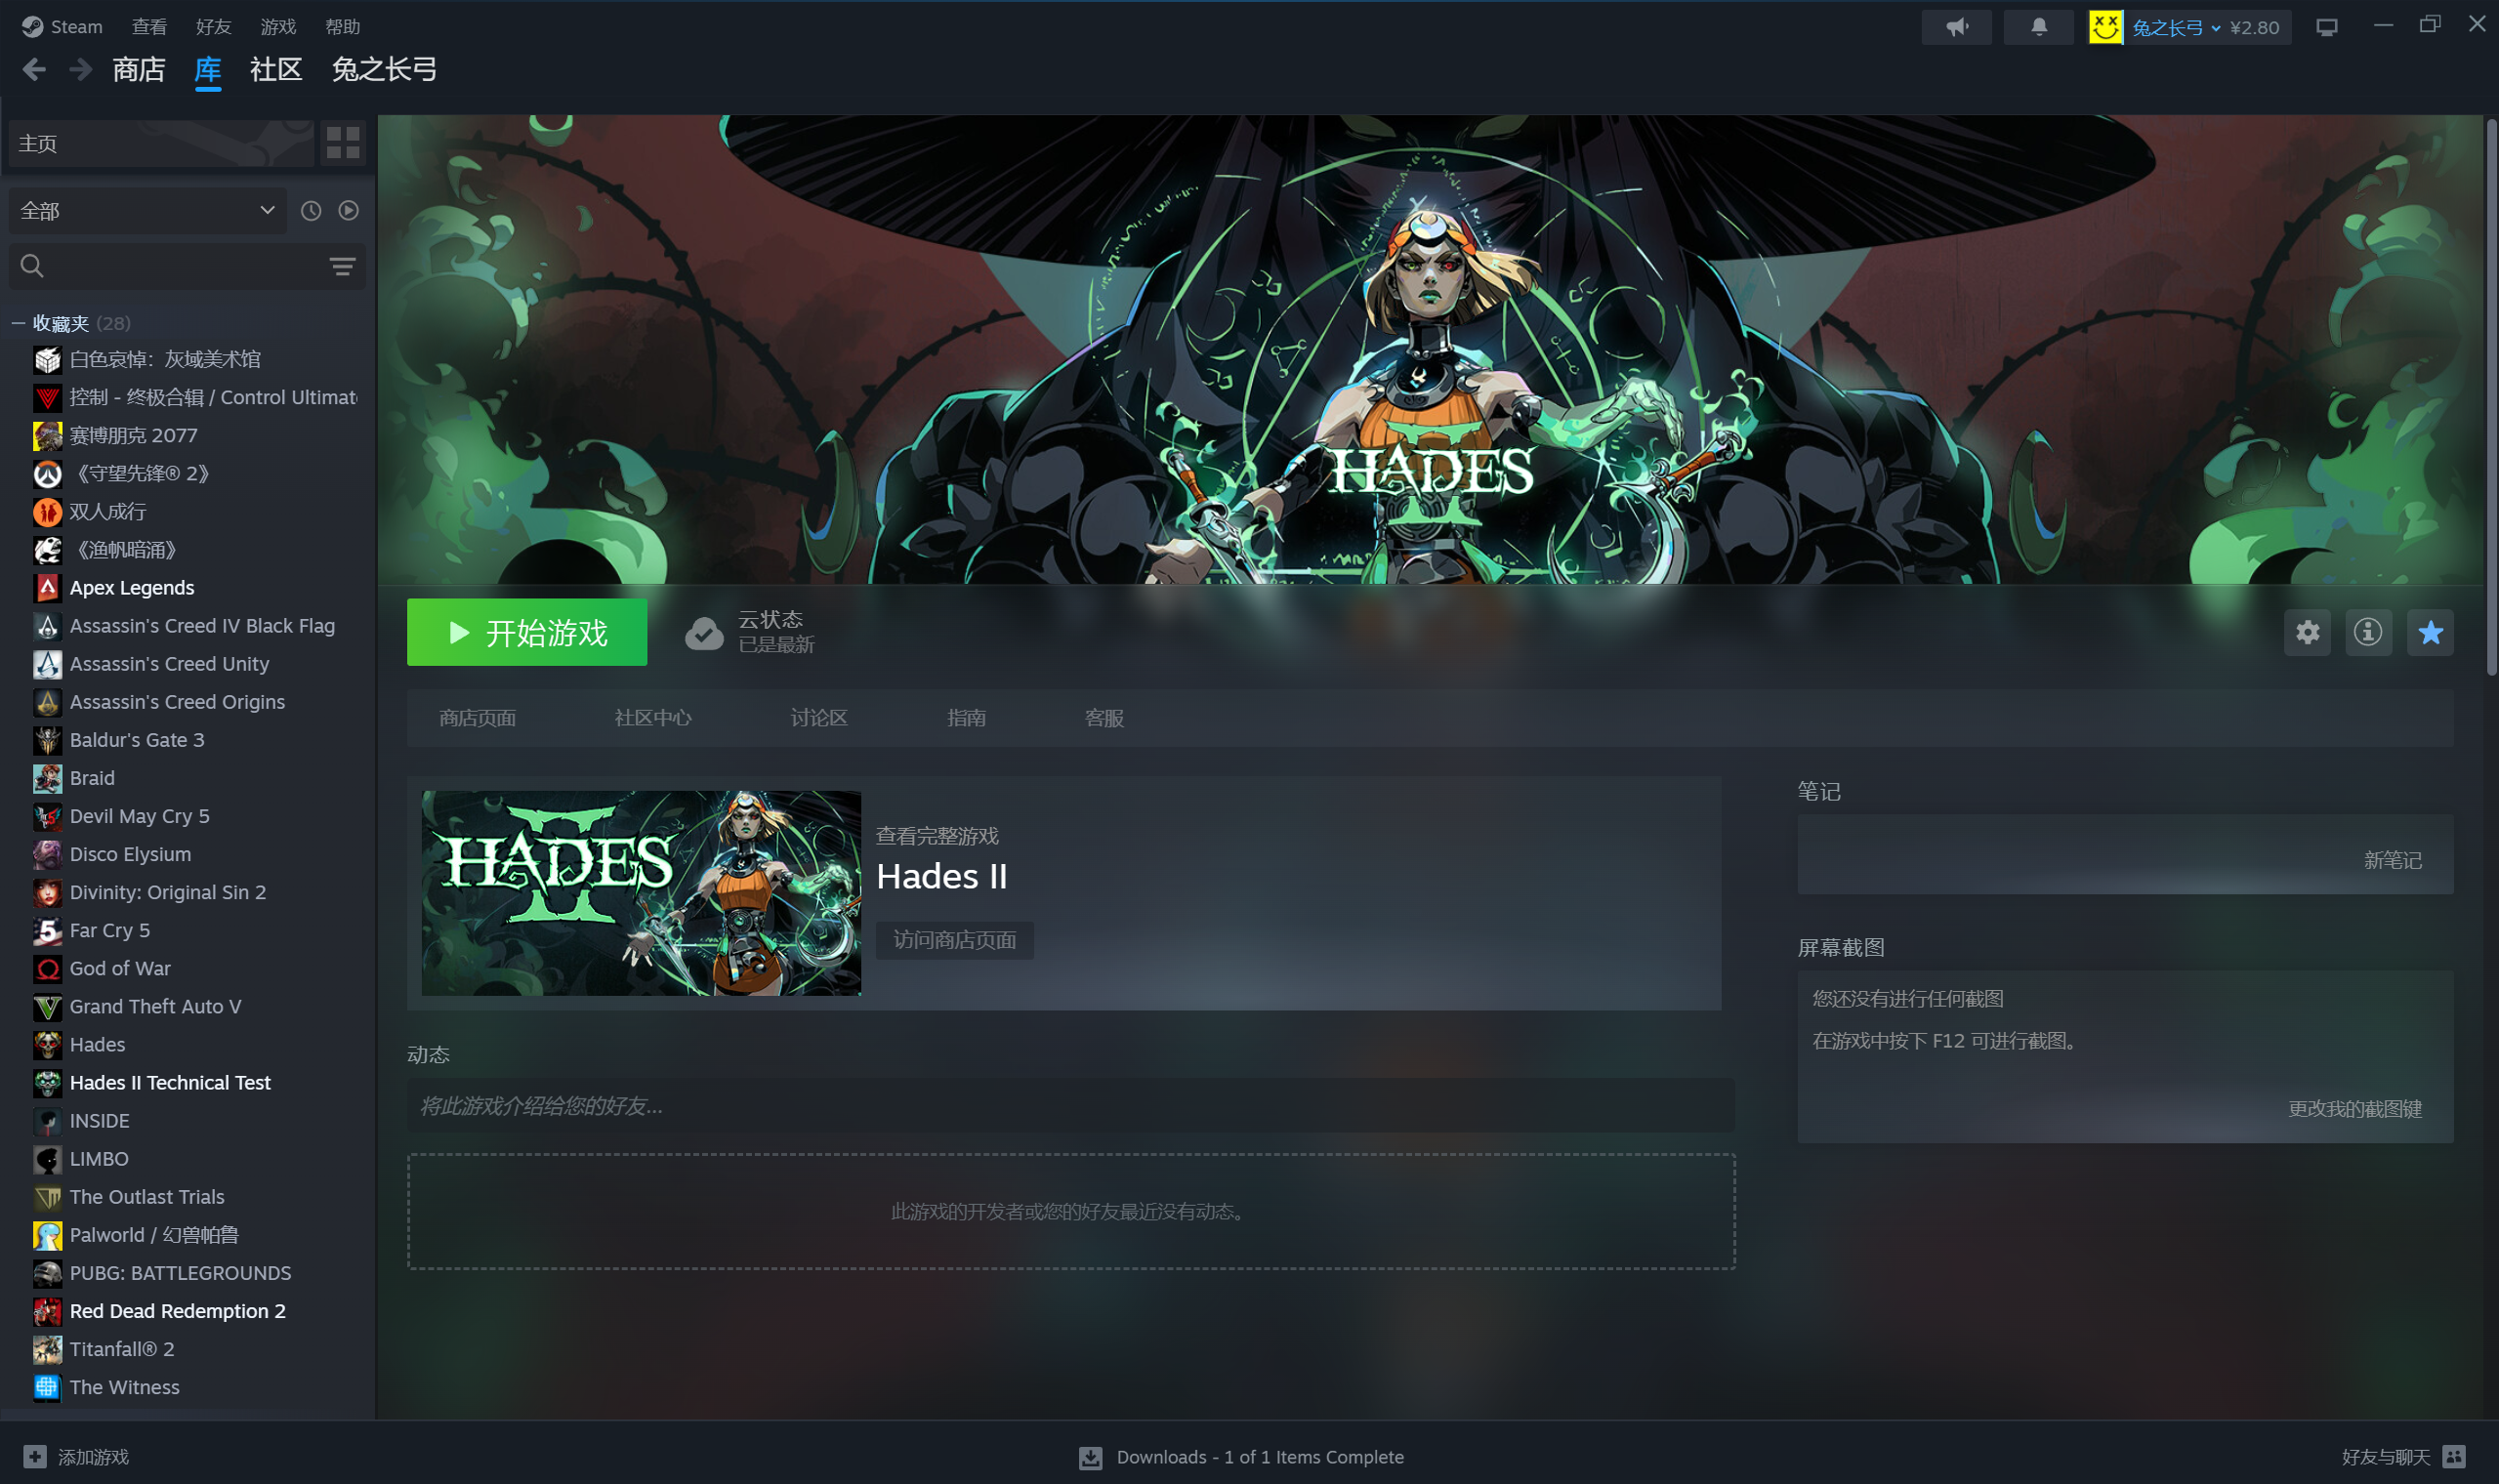 Steam 查看 好友 游戏 帮助
兔之长弓 ¥2.80
商店 库 社区 兔之长弓
主页
全部
收藏夹 (28)
白色哀悼：灰域美术馆
控制 - 终极合辑 / Control Ultimat
赛博朋克 2077
《守望先锋® 2》
双人成行
《渔帆暗涌》
Apex Legends
Assassin's Creed IV Black Flag
Assassin's Creed Unity
Assassin's Creed Origins
Baldur's Gate 3
Braid
Devil May Cry 5
Disco Elysium
Divinity: Original Sin 2
Far Cry 5
God of War
Grand Theft Auto V
Hades
Hades II Technical Test
INSIDE
LIMBO
The Outlast Trials
Palworld / 幻兽帕鲁
PUBG: BATTLEGROUNDS
Red Dead Redemption 2
Titanfall® 2
The Witness
HADES II
开始游戏
云状态
已是最新
商店页面 社区中心 讨论区 指南 客服
HADES II
查看完整游戏
Hades II
访问商店页面
动态
将此游戏介绍给您的好友...
此游戏的开发者或您的好友最近没有动态。
笔记
新笔记
屏幕截图
您还没有进行任何截图
在游戏中按下 F12 可进行截图。
更改我的截图键
添加游戏
Downloads - 1 of 1 Items Complete
好友与聊天